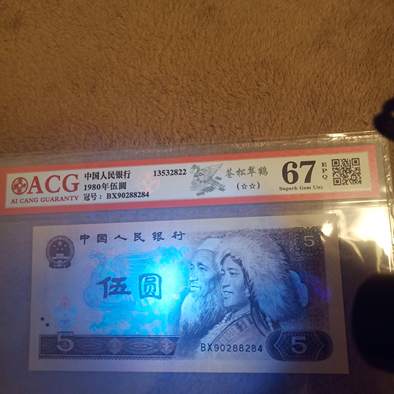 ACG
AI CANG GUARANTY
中国人民银行
1980年伍圆
冠号: BX90288284
13532822
苍松翠鹤
(☆☆)
67
EPQ
Superb Gem Unc
中国人民银行
伍圆
5
5
BX90288284
5